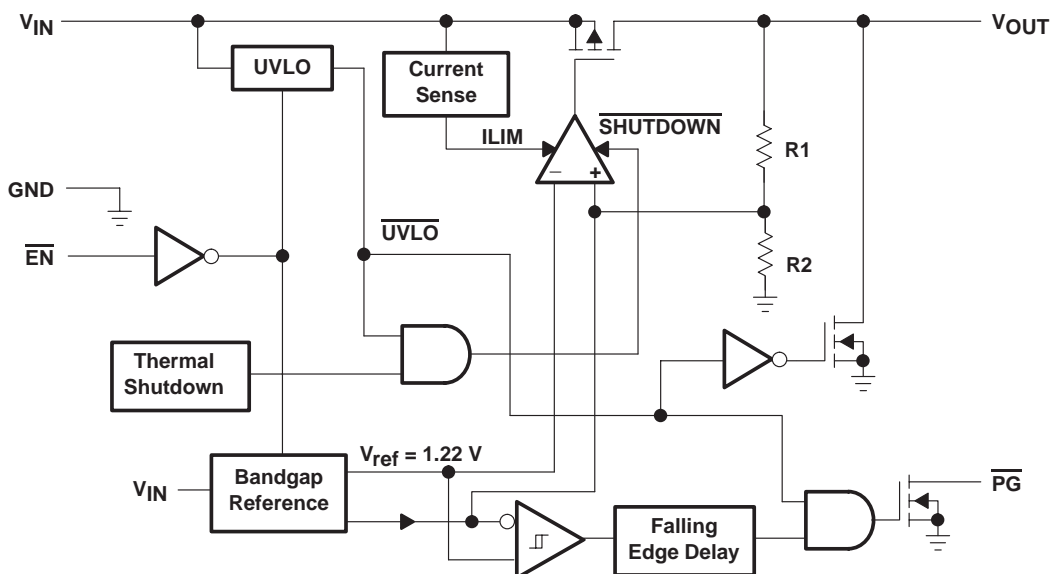 VIN
VOUT
UVLO
Current
Sense
ILIM
SHUTDOWN
R1
−
+
GND
UVLO
EN
R2
Thermal
Shutdown
Vref = 1.22 V
Bandgap
Reference
VIN
PG
Falling
Edge Delay